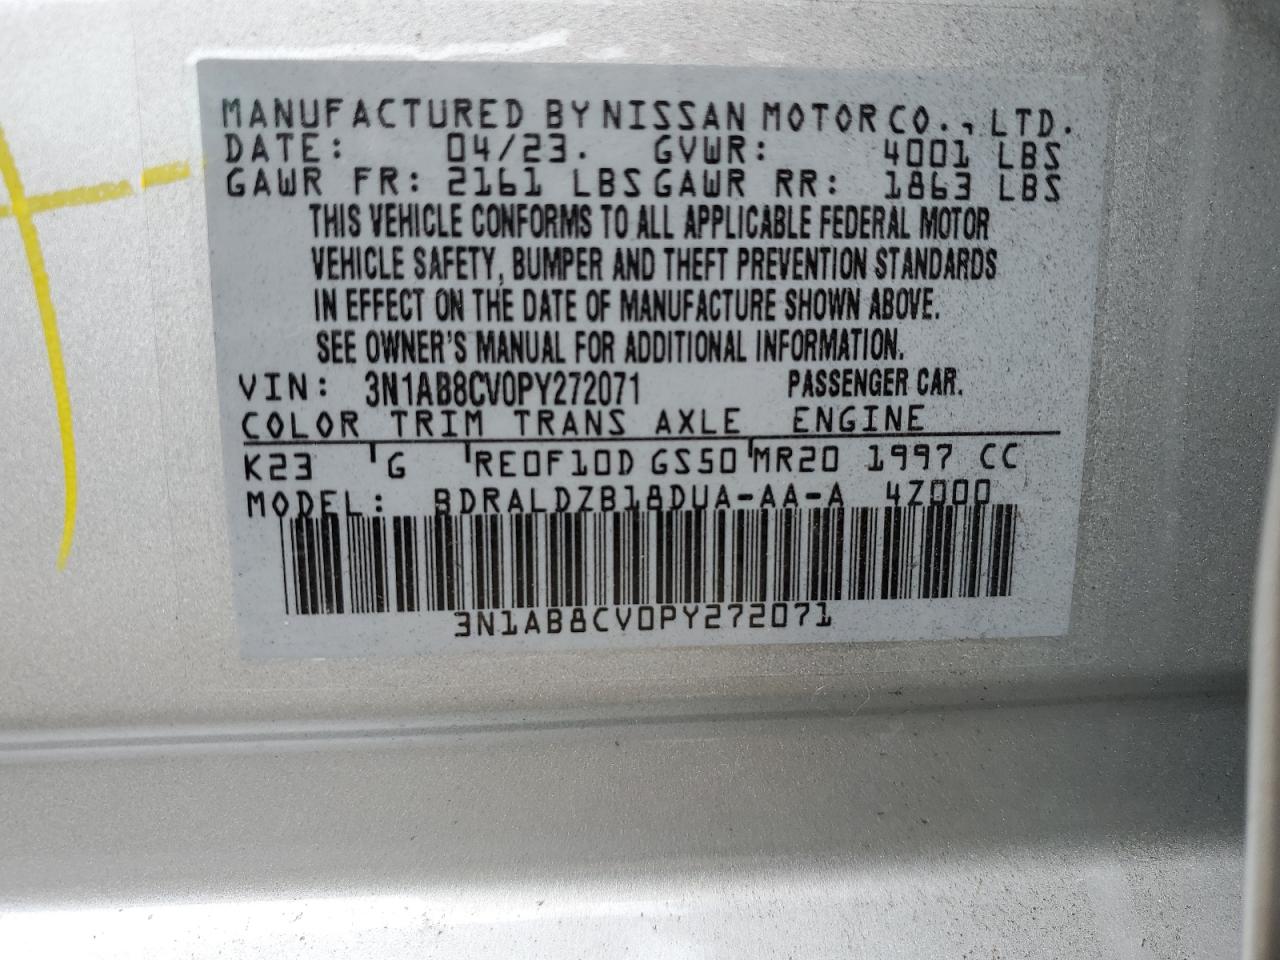 MANUFACTURED BY NISSAN MOTOR CO., LTD.
DATE: 04/23. GVWR: 4001 LBS
GAWR FR: 2161 LBS GAWR RR: 1863 LBS
THIS VEHICLE CONFORMS TO ALL APPLICABLE FEDERAL MOTOR
VEHICLE SAFETY, BUMPER AND THEFT PREVENTION STANDARDS
IN EFFECT ON THE DATE OF MANUFACTURE SHOWN ABOVE.
SEE OWNER'S MANUAL FOR ADDITIONAL INFORMATION.
VIN: 3N1AB8CV0PY272071 PASSENGER CAR.
COLOR TRIM TRANS AXLE ENGINE
K23 G RE0F10D GS50 MR20 1997 CC
MODEL: BDRALDZB18DUA-AA-A 4Z000
3N1AB8CV0PY272071